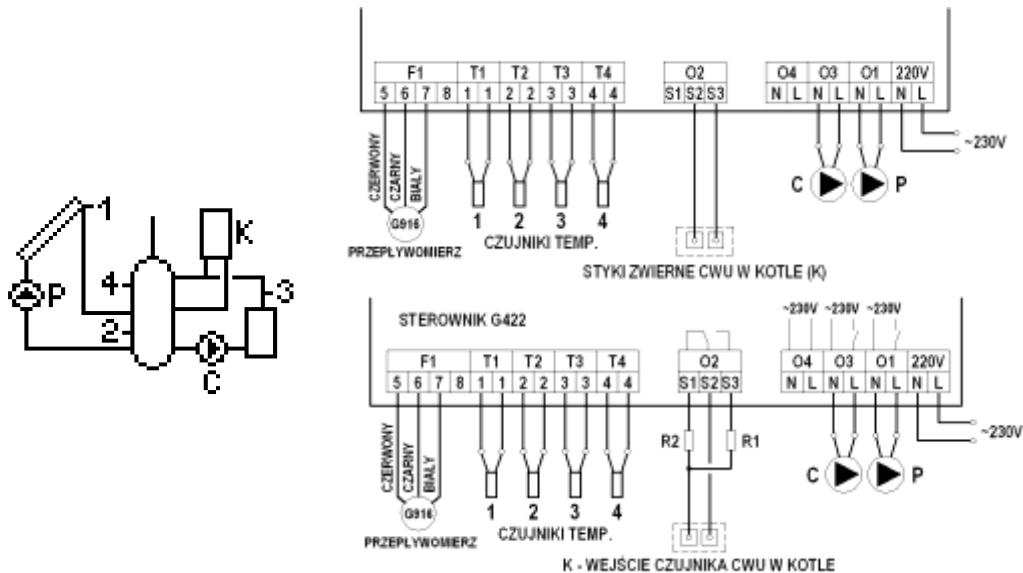 1
K
4
P
3
2
C
F1 T1 T2 T3 T4 O2 O4 O3 O1 220V
5 6 7 8 1 1 2 2 3 3 4 4 S1 S2 S3 N L N L N L N L
CZERWONY
CZARNY
BIAŁY
~230V
C P
G916
1 2 3 4
PRZEPŁYWOMIERZ
CZUJNIKI TEMP.
STYKI ZWIERNE CWU W KOTLE (K)
STEROWNIK G422
~230V ~230V ~230V
F1 T1 T2 T3 T4 O2 O4 O3 O1 220V
5 6 7 8 1 1 2 2 3 3 4 4 S1 S2 S3 N L N L N L N L
CZERWONY
CZARNY
BIAŁY
R2 R1
~230V
C P
G916
1 2 3 4
PRZEPŁYWOMIERZ
CZUJNIKI TEMP.
K - WEJŚCIE CZUJNIKA CWU W KOTLE